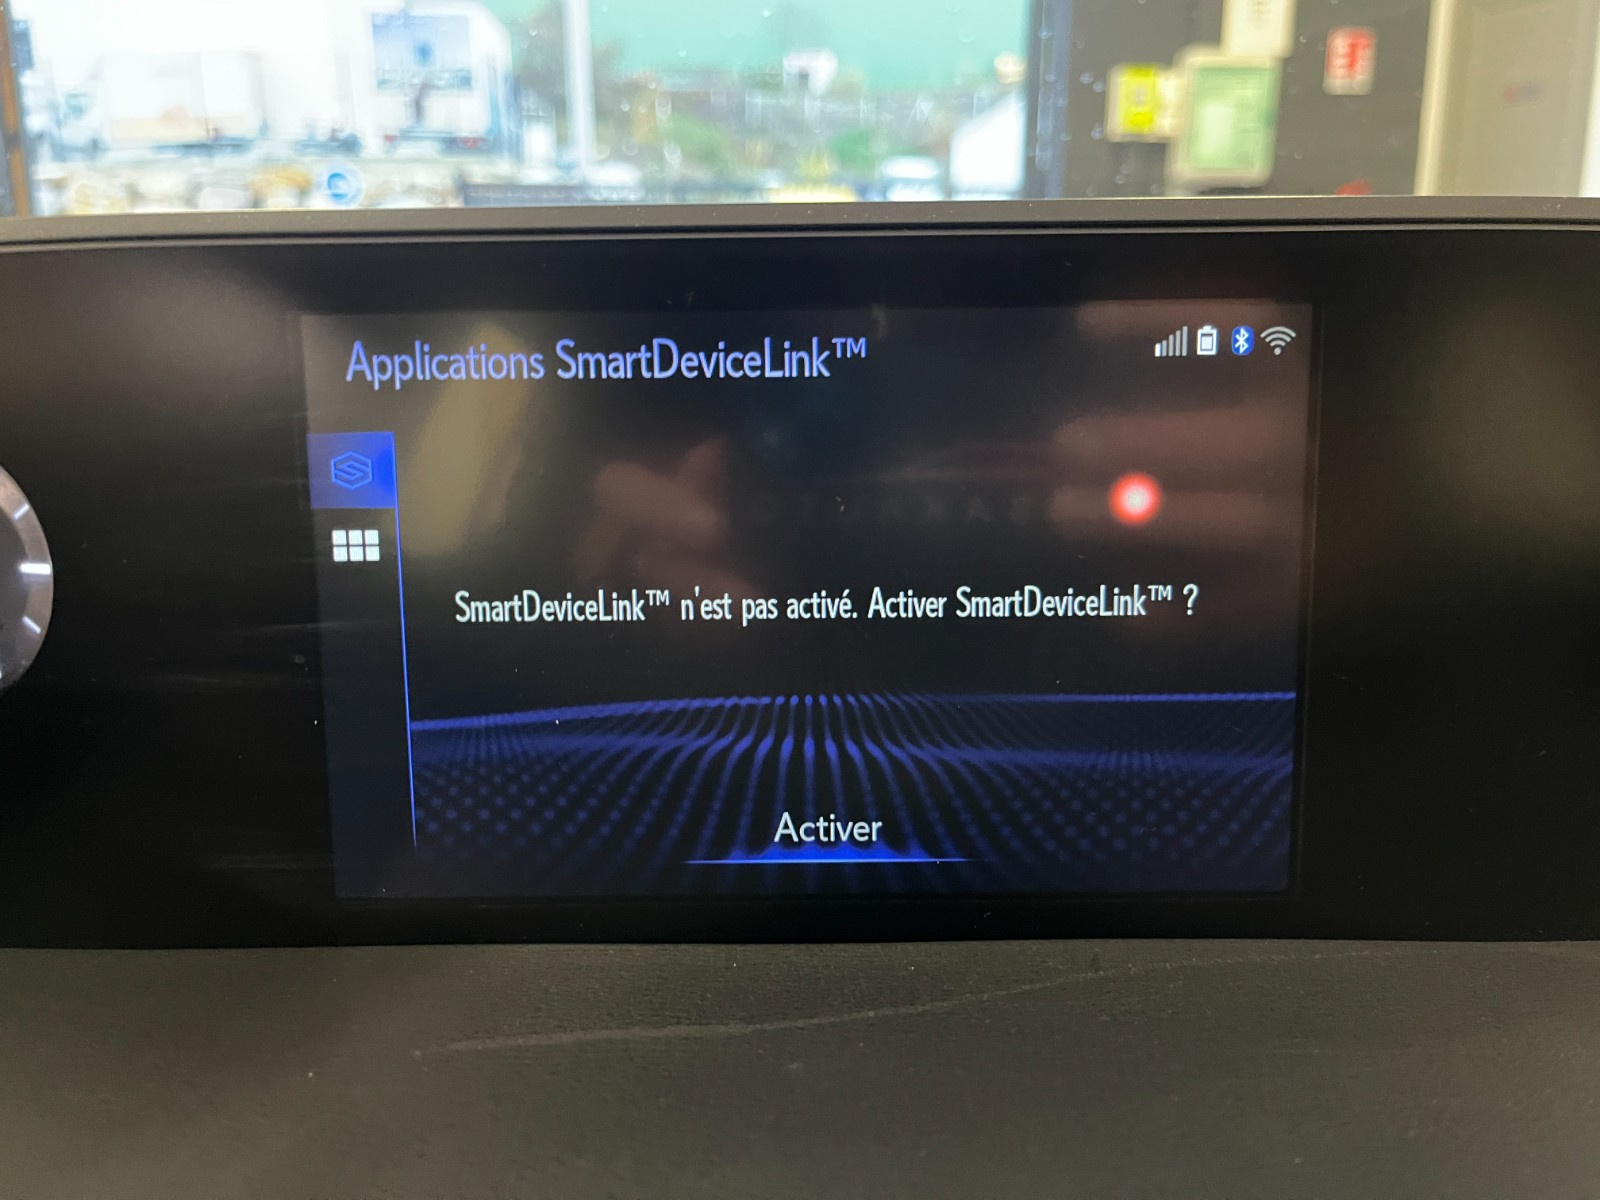 Applications SmartDeviceLink™
SmartDeviceLink™ n'est pas activé. Activer SmartDeviceLink™ ?
Activer